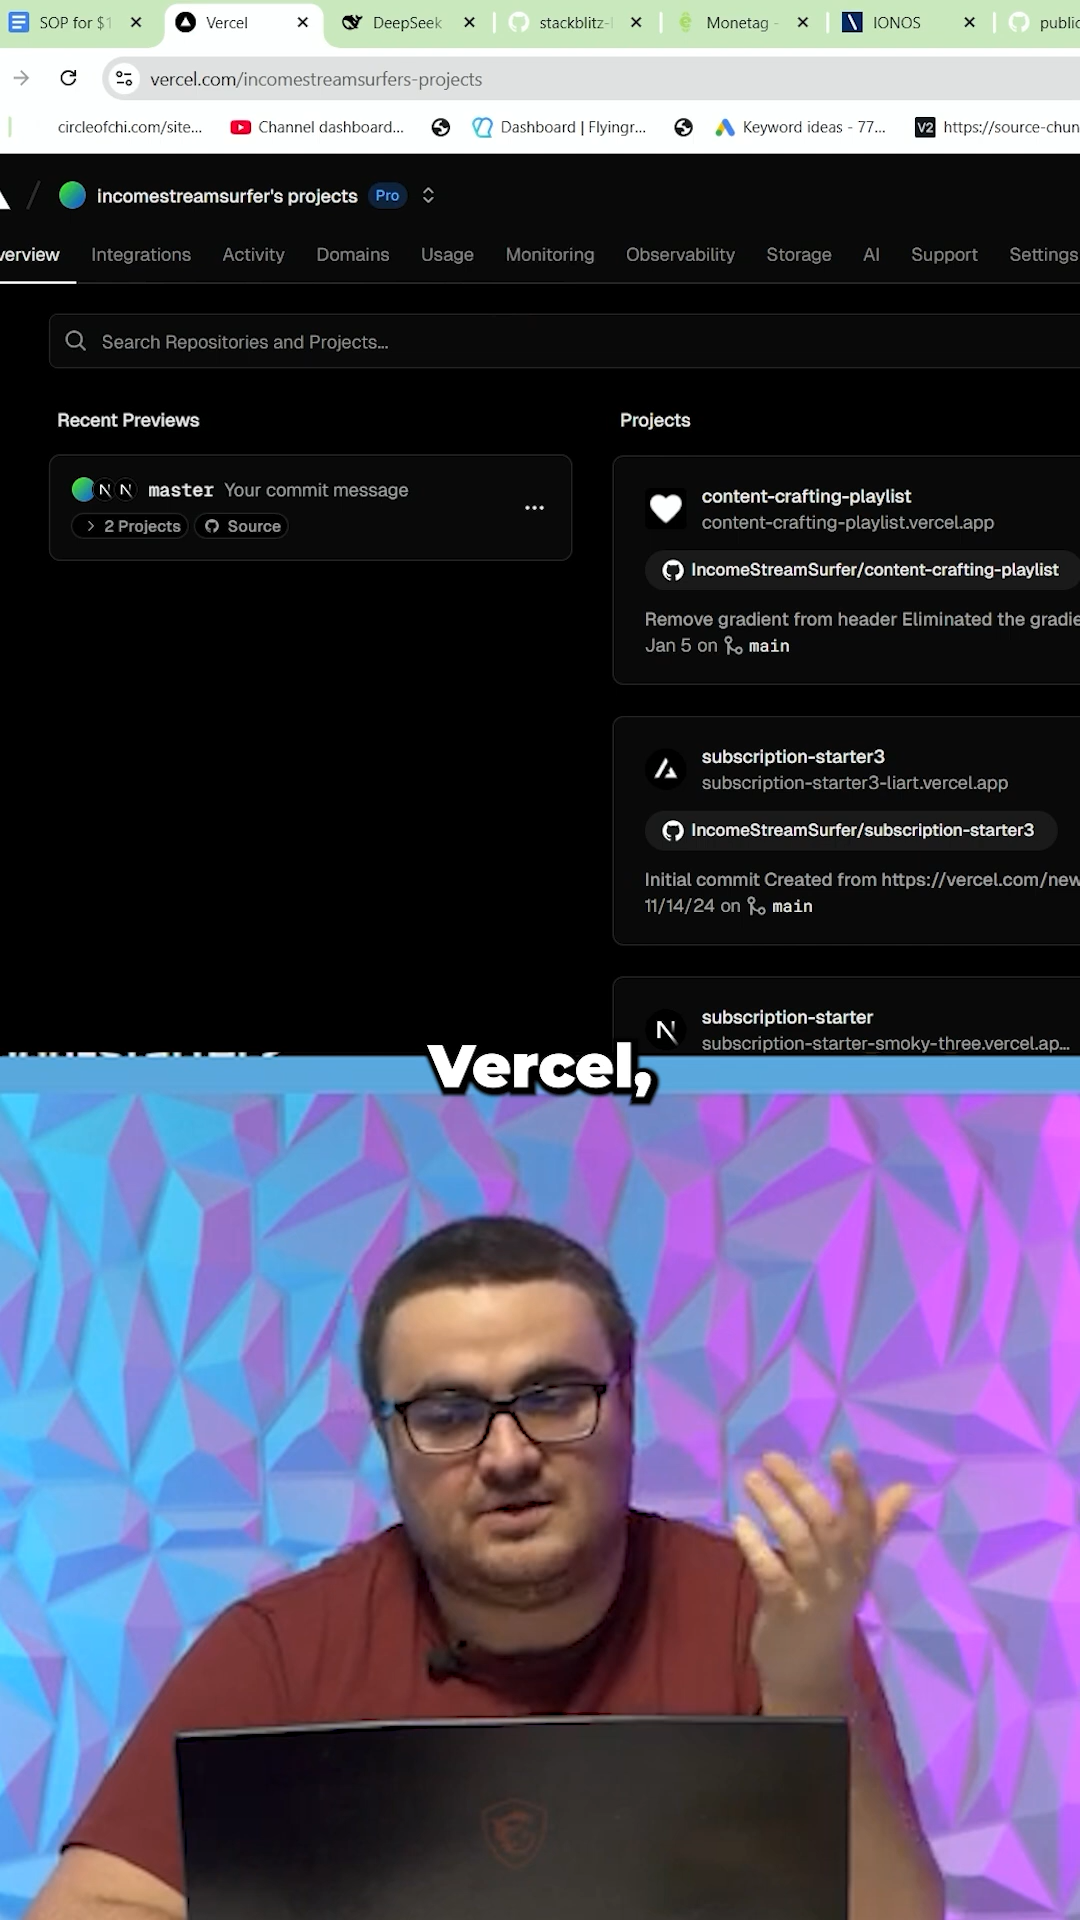 SOP for $1
Vercel
DeepSeek
stackblitz-
Monetag -
IONOS
public
vercel.com/incomestreamsurfers-projects
circleofchi.com/site...
Channel dashboard...
Dashboard | Flyingr...
Keyword ideas - 77...
V2
https://source-chun
incomestreamsurfer's projects
Pro
verview
Integrations
Activity
Domains
Usage
Monitoring
Observability
Storage
AI
Support
Settings
Search Repositories and Projects...
Recent Previews
Projects
master Your commit message
2 Projects
Source
content-crafting-playlist
content-crafting-playlist.vercel.app
IncomeStreamSurfer/content-crafting-playlist
Remove gradient from header Eliminated the gradie
Jan 5 on main
subscription-starter3
subscription-starter3-liart.vercel.app
IncomeStreamSurfer/subscription-starter3
Initial commit Created from https://vercel.com/new
11/14/24 on main
subscription-starter
subscription-starter-smoky-three.vercel.ap...
Vercel,